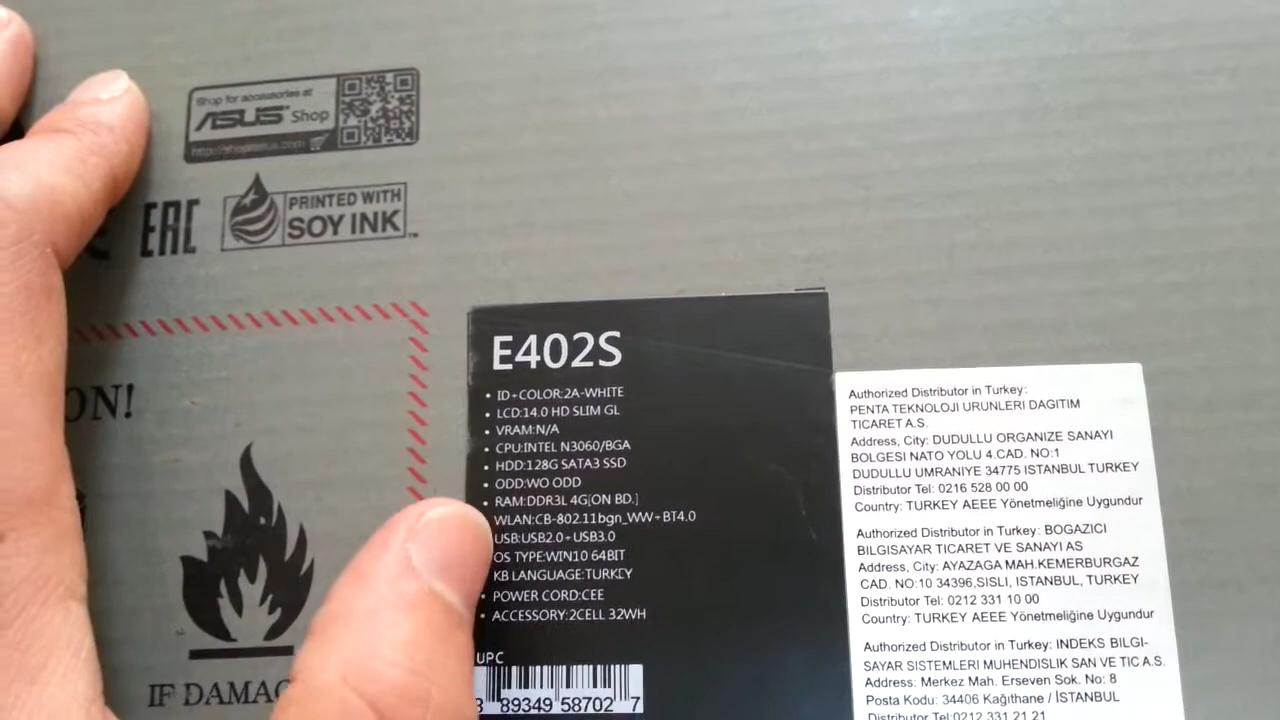 Shop for accessories at
ASUS Shop
http://shop.asus.com
EAC
PRINTED WITH
SOY INK™
ON!
IF DAMAG
E402S
• ID+COLOR:2A-WHITE
• LCD:14.0 HD SLIM GL
• VRAM:N/A
• CPU:INTEL N3060/BGA
• HDD:128G SATA3 SSD
• ODD:WO ODD
• RAM:DDR3L 4G[ON BD.]
WLAN:CB-802.11bgn_WW+BT4.0
USB:USB2.0+USB3.0
OS TYPE:WIN10 64BIT
KB LANGUAGE:TURKEY
• POWER CORD:CEE
• ACCESSORY:2CELL 32WH
UPC
89349 58702 7
Authorized Distributor in Turkey:
PENTA TEKNOLOJI URUNLERI DAGITIM
TICARET A.S.
Address, City: DUDULLU ORGANIZE SANAYI
BOLGESI NATO YOLU 4.CAD. NO:1
DUDULLU UMRANIYE 34775 ISTANBUL TURKEY
Distributor Tel: 0216 528 00 00
Country: TURKEY AEEE Yönetmeliğine Uygundur
Authorized Distributor in Turkey: BOGAZICI
BILGISAYAR TICARET VE SANAYI AS
Address, City: AYAZAGA MAH.KEMERBURGAZ
CAD. NO:10 34396,SISLI, ISTANBUL, TURKEY
Distributor Tel: 0212 331 10 00
Country: TURKEY AEEE Yönetmeliğine Uygundur
Authorized Distributor in Turkey: INDEKS BILGI-
SAYAR SISTEMLERI MUHENDISLIK SAN VE TIC A.S.
Address: Merkez Mah. Erseven Sok. No: 8
Posta Kodu: 34406 Kağıthane / İSTANBUL
Distributor Tel:0212 331 21 21